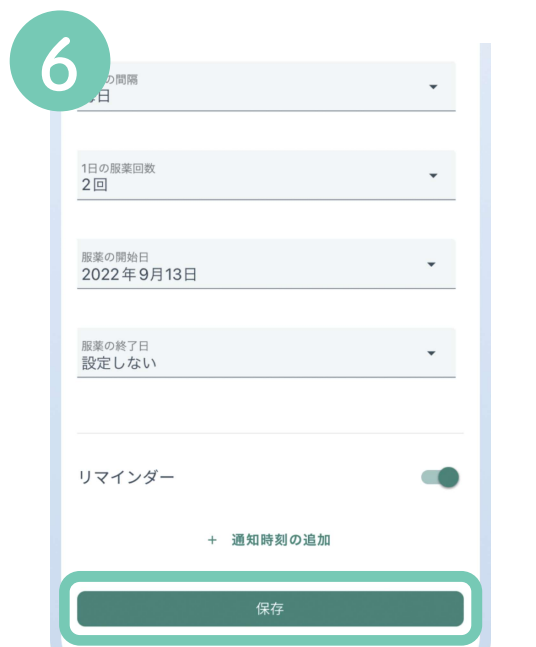 6
の間隔
毎日
1日の服薬回数
2回
服薬の開始日
2022年9月13日
服薬の終了日
設定しない
リマインダー
+ 通知時刻の追加
保存